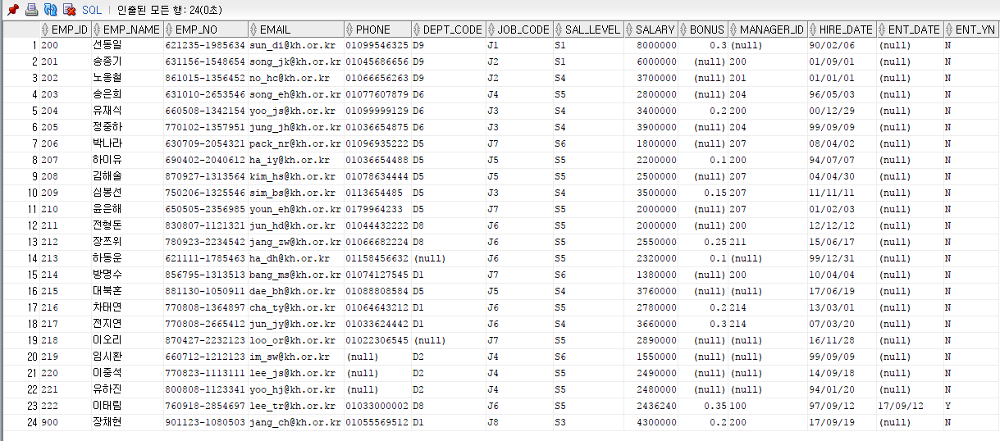 SQL | 인출된 모든 행: 24(0초)
EMP_ID EMP_NAME EMP_NO EMAIL PHONE DEPT_CODE JOB_CODE SAL_LEVEL SALARY BONUS MANAGER_ID HIRE_DATE ENT_DATE ENT_YN
1 200 선동일 621235-1985634 sun_di@kh.or.kr 01099546325 D9 J1 S1 8000000 0.3 (null) 90/02/06 (null) N
2 201 송종기 631156-1548654 song_jk@kh.or.kr 01045686656 D9 J2 S1 6000000 (null) 200 01/09/01 (null) N
3 202 노옹철 861015-1356452 no_hc@kh.or.kr 01066656263 D9 J2 S4 3700000 (null) 201 01/01/01 (null) N
4 203 송은희 631010-2653546 song_eh@kh.or.kr 01077607879 D6 J4 S5 2800000 (null) 204 96/05/03 (null) N
5 204 유재식 660508-1342154 yoo_js@kh.or.kr 01099999129 D6 J3 S4 3400000 0.2 200 00/12/29 (null) N
6 205 정중하 770102-1357951 jung_jh@kh.or.kr 01036654875 D6 J3 S4 3900000 (null) 204 99/09/09 (null) N
7 206 박나라 630709-2054321 pack_nr@kh.or.kr 01096935222 D5 J7 S6 1800000 (null) 207 08/04/02 (null) N
8 207 하이유 690402-2040612 ha_iy@kh.or.kr 01036654488 D5 J5 S5 2200000 0.1 200 94/07/07 (null) N
9 208 김해술 870927-1313564 kim_hs@kh.or.kr 01078634444 D5 J5 S5 2500000 (null) 207 04/04/30 (null) N
10 209 심봉선 750206-1325546 sim_bs@kh.or.kr 0113654485 D5 J3 S4 3500000 0.15 207 11/11/11 (null) N
11 210 윤은해 650505-2356985 youn_eh@kh.or.kr 0179964233 D5 J7 S5 2000000 (null) 207 01/02/03 (null) N
12 211 전형돈 830807-1121321 jun_hd@kh.or.kr 01044432222 D8 J6 S5 2000000 (null) 200 12/12/12 (null) N
13 212 장쯔위 780923-2234542 jang_zw@kh.or.kr 01066682224 D8 J6 S5 2550000 0.25 211 15/06/17 (null) N
14 213 하동운 621111-1785463 ha_dh@kh.or.kr 01158456632 (null) J6 S5 2320000 0.1 (null) 99/12/31 (null) N
15 214 방명수 856795-1313513 bang_ms@kh.or.kr 01074127545 D1 J7 S6 1380000 (null) 200 10/04/04 (null) N
16 215 대북혼 881130-1050911 dae_bh@kh.or.kr 01088808584 D5 J5 S4 3760000 (null) (null) 17/06/19 (null) N
17 216 차태연 770808-1364897 cha_ty@kh.or.kr 01064643212 D1 J6 S5 2780000 0.2 214 13/03/01 (null) N
18 217 전지연 770808-2665412 jun_jy@kh.or.kr 01033624442 D1 J6 S4 3660000 0.3 214 07/03/20 (null) N
19 218 이오리 870427-2232123 loo_or@kh.or.kr 01022306545 (null) J7 S5 2890000 (null) (null) 16/11/28 (null) N
20 219 임시환 660712-1212123 im_sw@kh.or.kr (null) D2 J4 S6 1550000 (null) (null) 99/09/09 (null) N
21 220 이중석 770823-1113111 lee_js@kh.or.kr (null) D2 J4 S5 2490000 (null) (null) 14/09/18 (null) N
22 221 유하진 800808-1123341 yoo_hj@kh.or.kr (null) D2 J4 S5 2480000 (null) (null) 94/01/20 (null) N
23 222 이태림 760918-2854697 lee_tr@kh.or.kr 01033000002 D8 J6 S5 2436240 0.35 100 97/09/12 17/09/12 Y
24 900 장채현 901123-1080503 jang_ch@kh.or.kr 01055569512 D1 J8 S3 4300000 0.2 200 17/09/19 (null) N